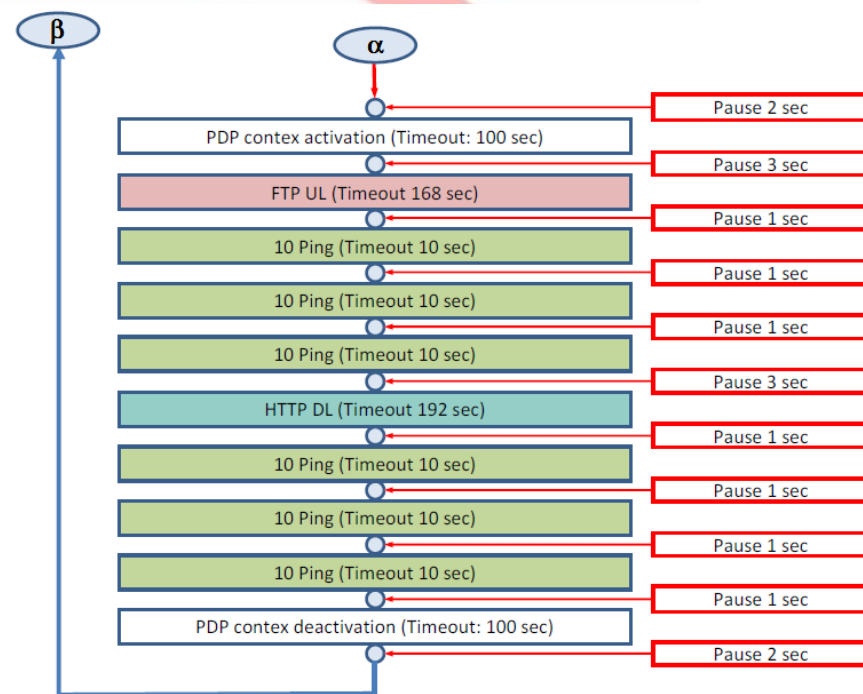 β
α
Pause 2 sec
PDP contex activation (Timeout: 100 sec)
Pause 3 sec
FTP UL (Timeout 168 sec)
Pause 1 sec
10 Ping (Timeout 10 sec)
Pause 1 sec
10 Ping (Timeout 10 sec)
Pause 1 sec
10 Ping (Timeout 10 sec)
Pause 3 sec
HTTP DL (Timeout 192 sec)
Pause 1 sec
10 Ping (Timeout 10 sec)
Pause 1 sec
10 Ping (Timeout 10 sec)
Pause 1 sec
10 Ping (Timeout 10 sec)
Pause 1 sec
PDP contex deactivation (Timeout: 100 sec)
Pause 2 sec